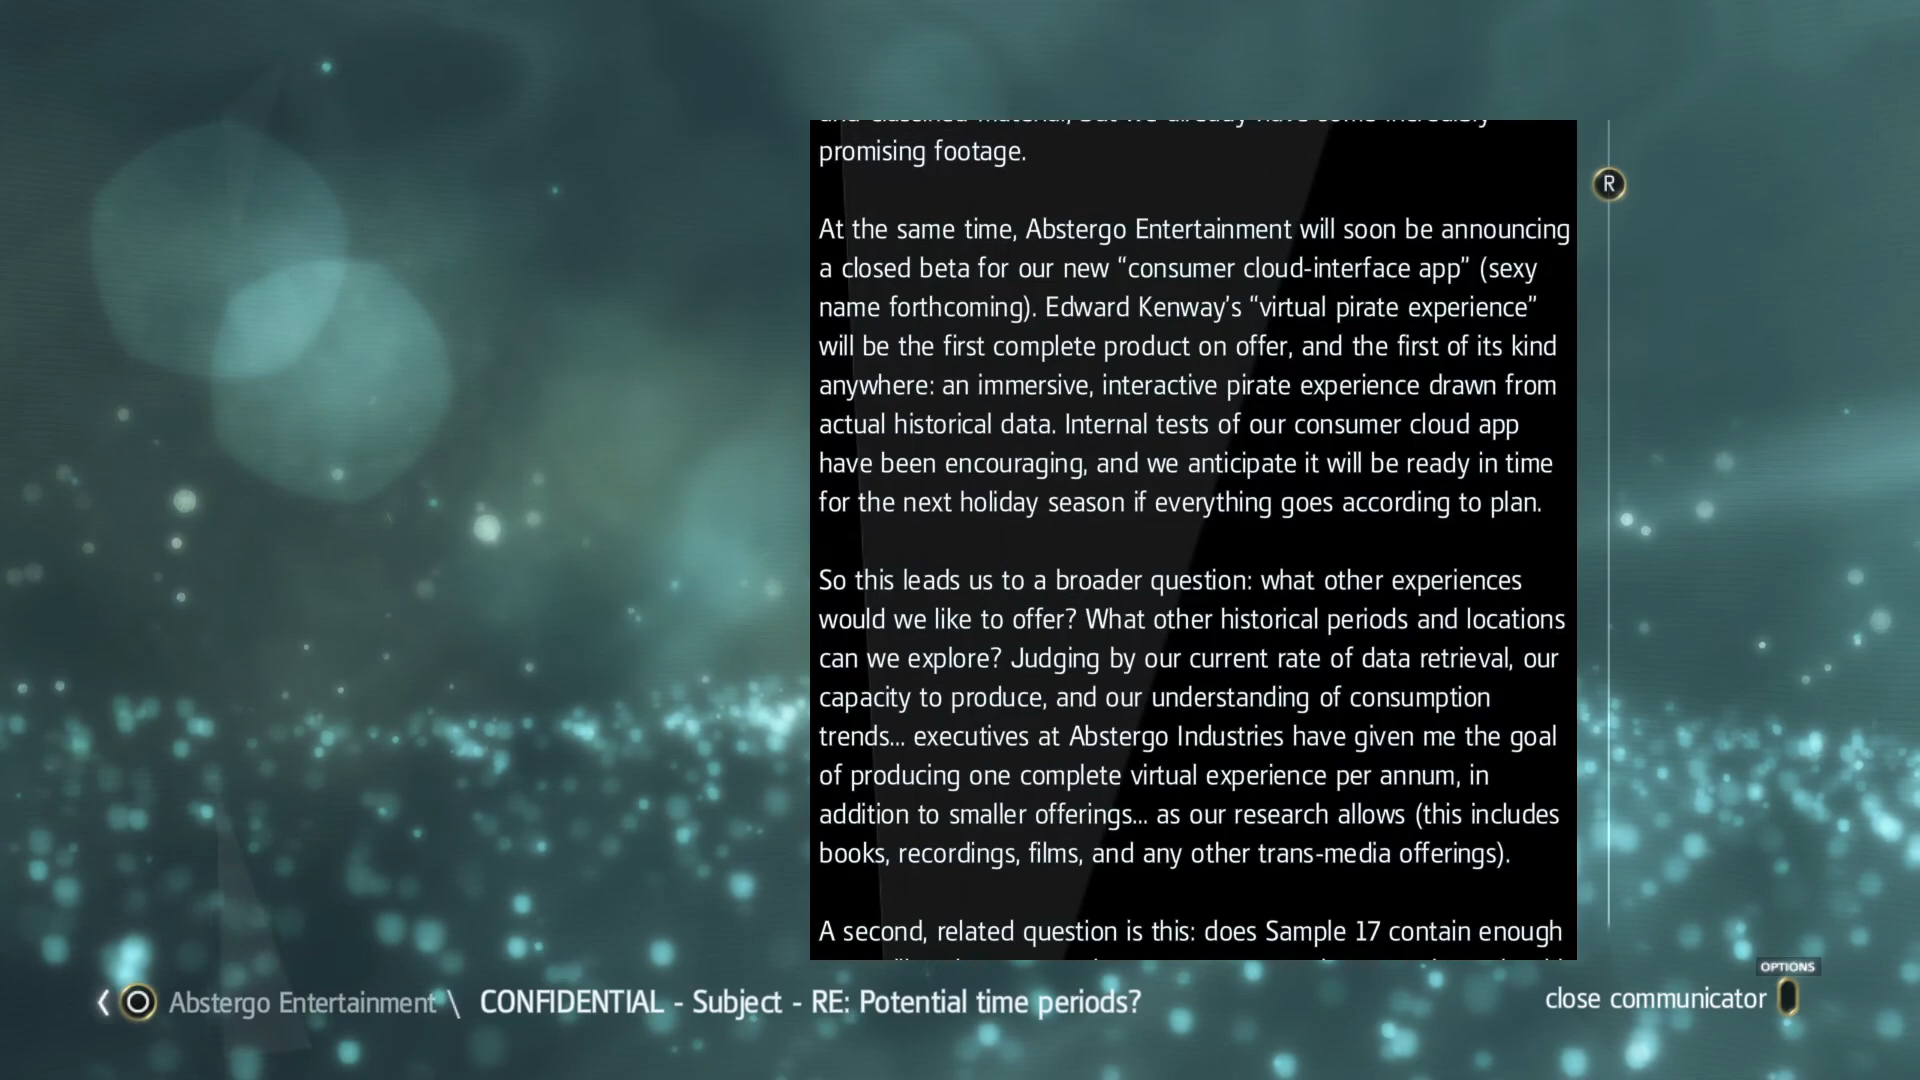 promising footage.
At the same time, Abstergo Entertainment will soon be announcing
a closed beta for our new “consumer cloud-interface app” (sexy
name forthcoming). Edward Kenway’s “virtual pirate experience”
will be the first complete product on offer, and the first of its kind
anywhere: an immersive, interactive pirate experience drawn from
actual historical data. Internal tests of our consumer cloud app
have been encouraging, and we anticipate it will be ready in time
for the next holiday season if everything goes according to plan.
So this leads us to a broader question: what other experiences
would we like to offer? What other historical periods and locations
can we explore? Judging by our current rate of data retrieval, our
capacity to produce, and our understanding of consumption
trends... executives at Abstergo Industries have given me the goal
of producing one complete virtual experience per annum, in
addition to smaller offerings... as our research allows (this includes
books, recordings, films, and any other trans-media offerings).
A second, related question is this: does Sample 17 contain enough
R
Abstergo Entertainment \ CONFIDENTIAL - Subject - RE: Potential time periods?
OPTIONS
close communicator